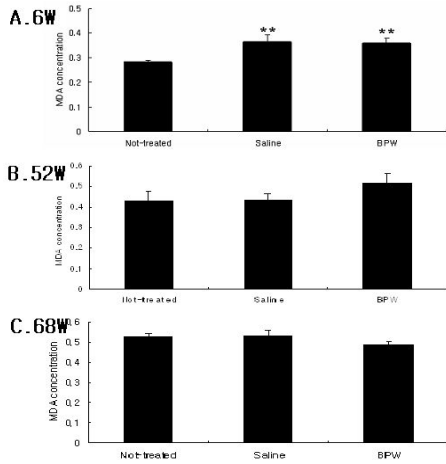 A.6W
MDA concentration
0.5
0.4
0.3
0.2
0.1
0
** **
Not-treated Saline BPW
B.52W
MDA concentration
0.6
0.5
0.4
0.3
0.2
0.1
0
Not-treated Saline BPW
C.68W
MDA concentration
0.6
0.5
0.4
0.3
0.2
0.1
0
Not-treated Saline BPW